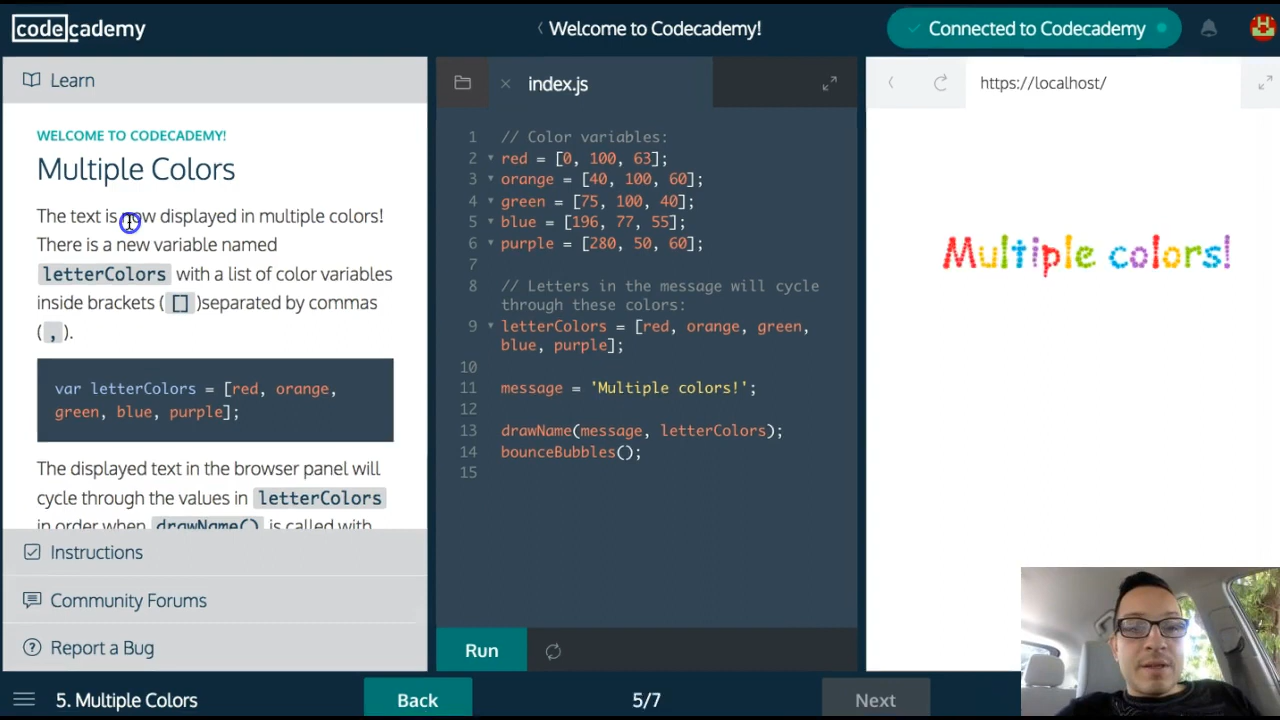 codecademy
Welcome to Codecademy!
Connected to Codecademy
Learn
WELCOME TO CODECADEMY!
Multiple Colors
The text is now displayed in multiple colors!
There is a new variable named
letterColors with a list of color variables
inside brackets ( [] )separated by commas
( , ).
var letterColors = [red, orange,
green, blue, purple];
The displayed text in the browser panel will
cycle through the values in letterColors
in order when drawName() is called with
Instructions
Community Forums
Report a Bug
index.js
1 // Color variables:
2 red = [0, 100, 63];
3 orange = [40, 100, 60];
4 green = [75, 100, 40];
5 blue = [196, 77, 55];
6 purple = [280, 50, 60];
7
8 // Letters in the message will cycle
through these colors:
9 letterColors = [red, orange, green,
blue, purple];
10
11 message = 'Multiple colors!';
12
13 drawName(message, letterColors);
14 bounceBubbles();
15
Run
https://localhost/
Multiple colors!
5. Multiple Colors
Back
5/7
Next